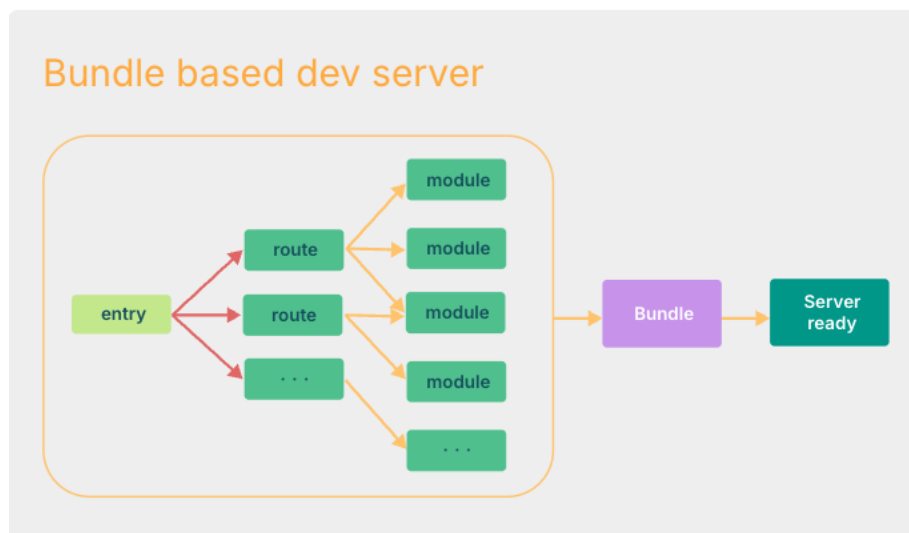 Bundle based dev server
module
route
module
entry
route
module
Bundle
Server
ready
· · ·
module
· · ·